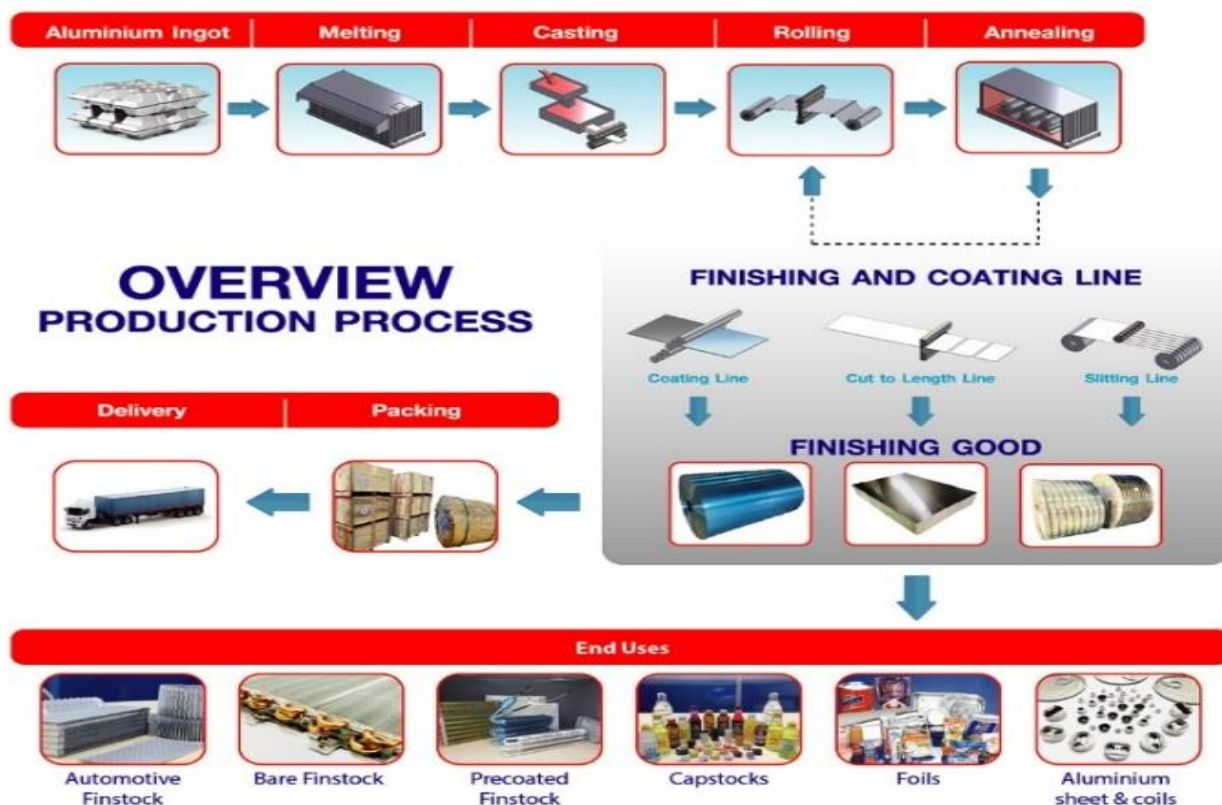 Aluminium Ingot
Melting
Casting
Rolling
Annealing
OVERVIEW
PRODUCTION PROCESS
FINISHING AND COATING LINE
Coating Line
Cut to Length Line
Slitting Line
FINISHING GOOD
Delivery
Packing
End Uses
Automotive
Finstock
Bare Finstock
Precoated
Finstock
Capstocks
Foils
Aluminium
sheet & coils